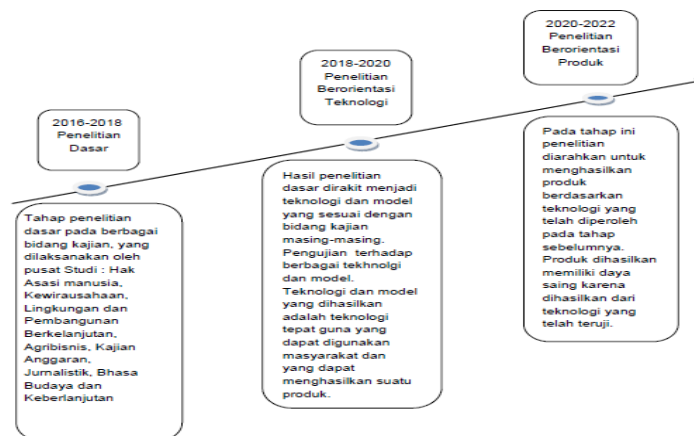 2016-2018
Penelitian
Dasar
Tahap penelitian
dasar pada berbagai
bidang kajian, yang
dilaksanakan oleh
pusat Studi : Hak
Asasi manusia,
Kewirausahaan,
Lingkungan dan
Pembangunan
Berkelanjutan,
Agribisnis, Kajian
Anggaran,
Jurnalistik, Bhasa
Budaya dan
Keberlanjutan
2018-2020
Penelitian
Berorientasi
Teknologi
Hasil penelitian
dasar dirakit menjadi
teknologi dan model
yang sesuai dengan
bidang kajian
masing-masing.
Pengujian terhadap
berbagai tekhnolgi
dan model.
Teknologi dan model
yang dihasilkan
adalah teknologi
tepat guna yang
dapat digunakan
masyarakat dan
yang dapat
menghasilkan suatu
produk.
2020-2022
Penelitian
Berorientasi
Produk
Pada tahap ini
penelitian
diarahkan untuk
menghasilkan
produk
berdasarkan
teknologi yang
telah diperoleh
pada tahap
sebelumnya.
Produk dihasilkan
memiliki daya
saing karena
dihasilkan dari
teknologi yang
telah teruji.